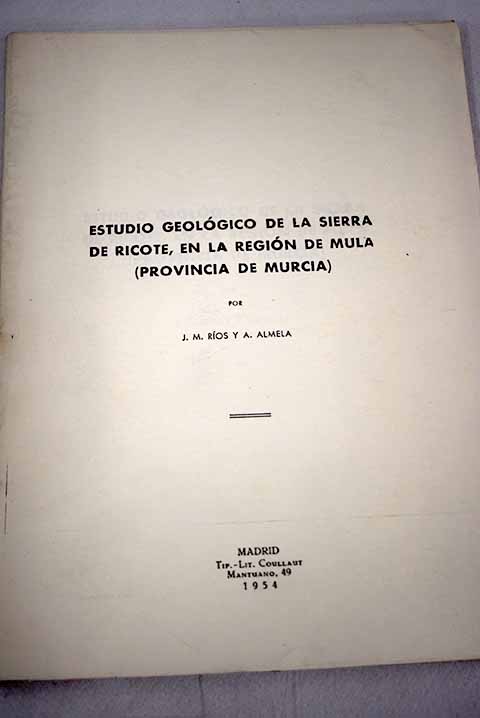 ESTUDIO GEOLÓGICO DE LA SIERRA
DE RICOTE, EN LA REGIÓN DE MULA
(PROVINCIA DE MURCIA)
POR
J. M. RÍOS Y A. ALMELA
MADRID
TIP.-LIT. COULLAUT
MANTUANO, 49
1954